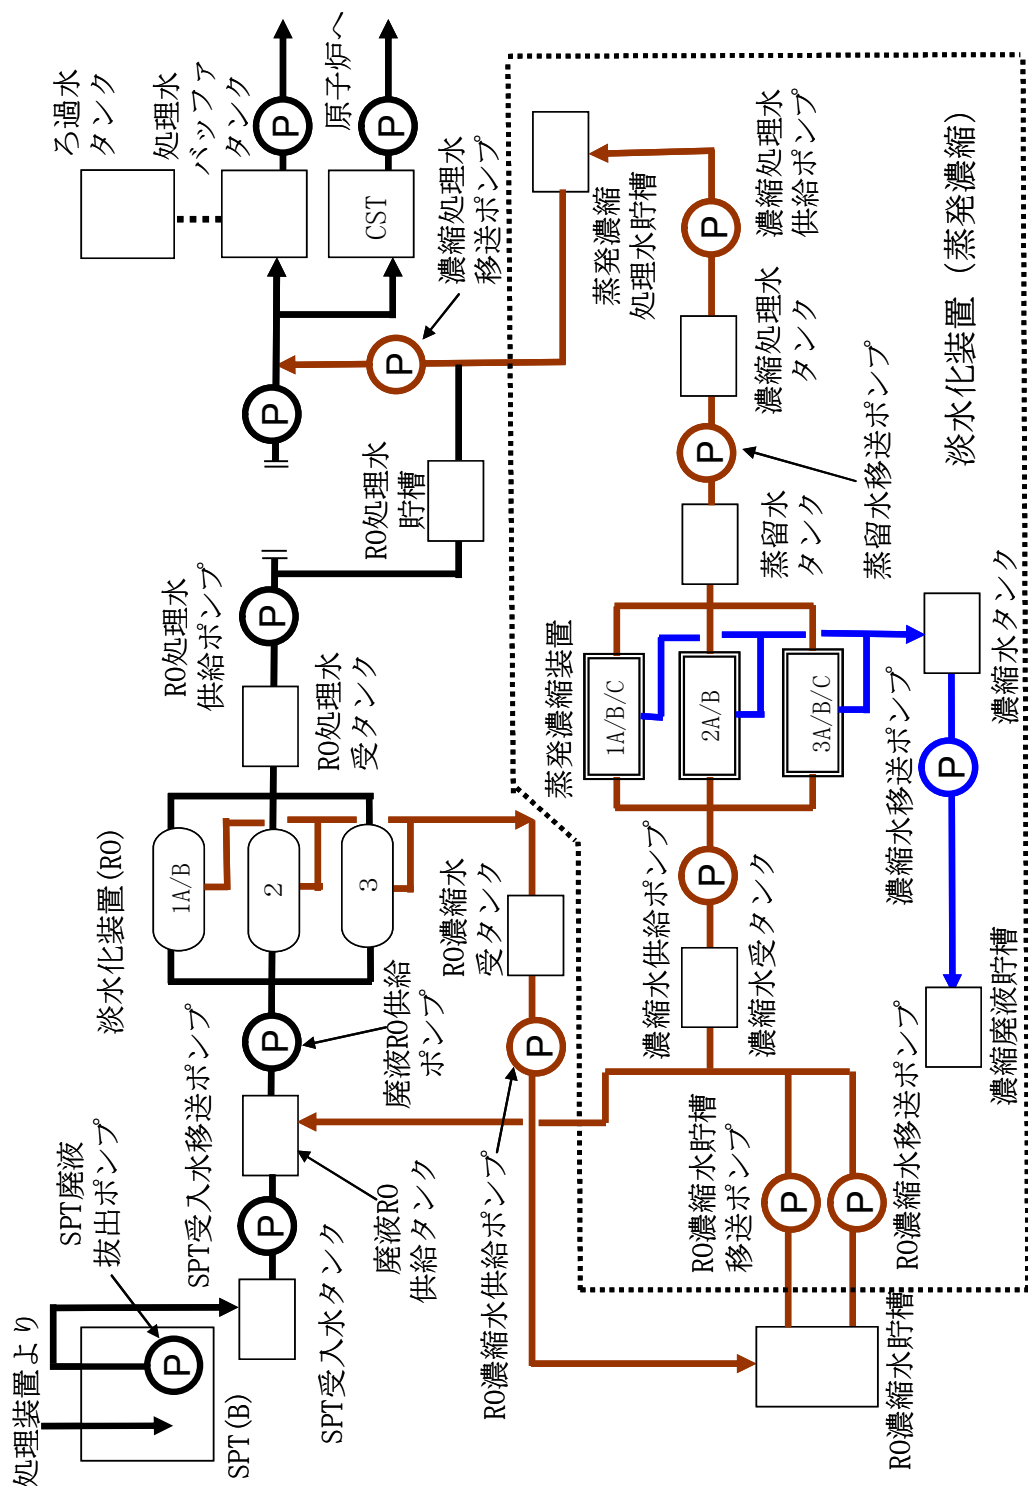 処理装置より
SPT(B)
P
SPT廃液
抜出ポンプ
SPT受入水タンク
P
SPT受入水移送ポンプ
廃液RO
供給タンク
P
廃液RO供給
ポンプ
淡水化装置(RO)
1A/B
2
3
RO処理水
受タンク
P
RO処理水
供給ポンプ
RO処理水
貯槽
P
ろ過水
タンク
処理水
バッファ
タンク
P
CST
P
原子炉へ
P
濃縮処理水
移送ポンプ
RO濃縮水
受タンク
P
RO濃縮水供給ポンプ
RO濃縮水貯槽
RO濃縮水貯槽
移送ポンプ
P
P
RO濃縮水移送ポンプ
濃縮水受タンク
P
濃縮水供給ポンプ
蒸発濃縮装置
1A/B/C
2A/B
3A/B/C
蒸留水
タンク
P
蒸留水移送ポンプ
濃縮処理水
タンク
P
濃縮処理水
供給ポンプ
蒸発濃縮
処理水貯槽
濃縮水タンク
P
濃縮水移送ポンプ
濃縮廃液貯槽
淡水化装置(蒸発濃縮)